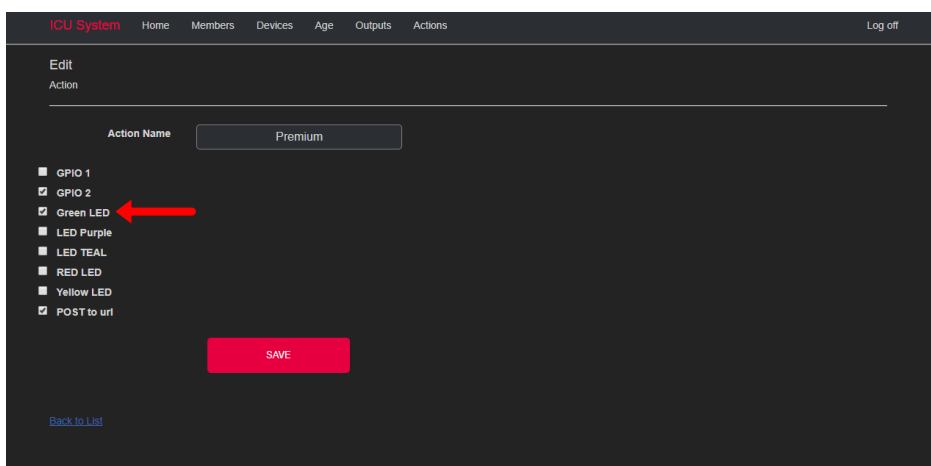 ICU System Home Members Devices Age Outputs Actions Log off
Edit
Action
Action Name Premium
GPIO 1
GPIO 2
Green LED
LED Purple
LED TEAL
RED LED
Yellow LED
POST to url
SAVE
Back to List